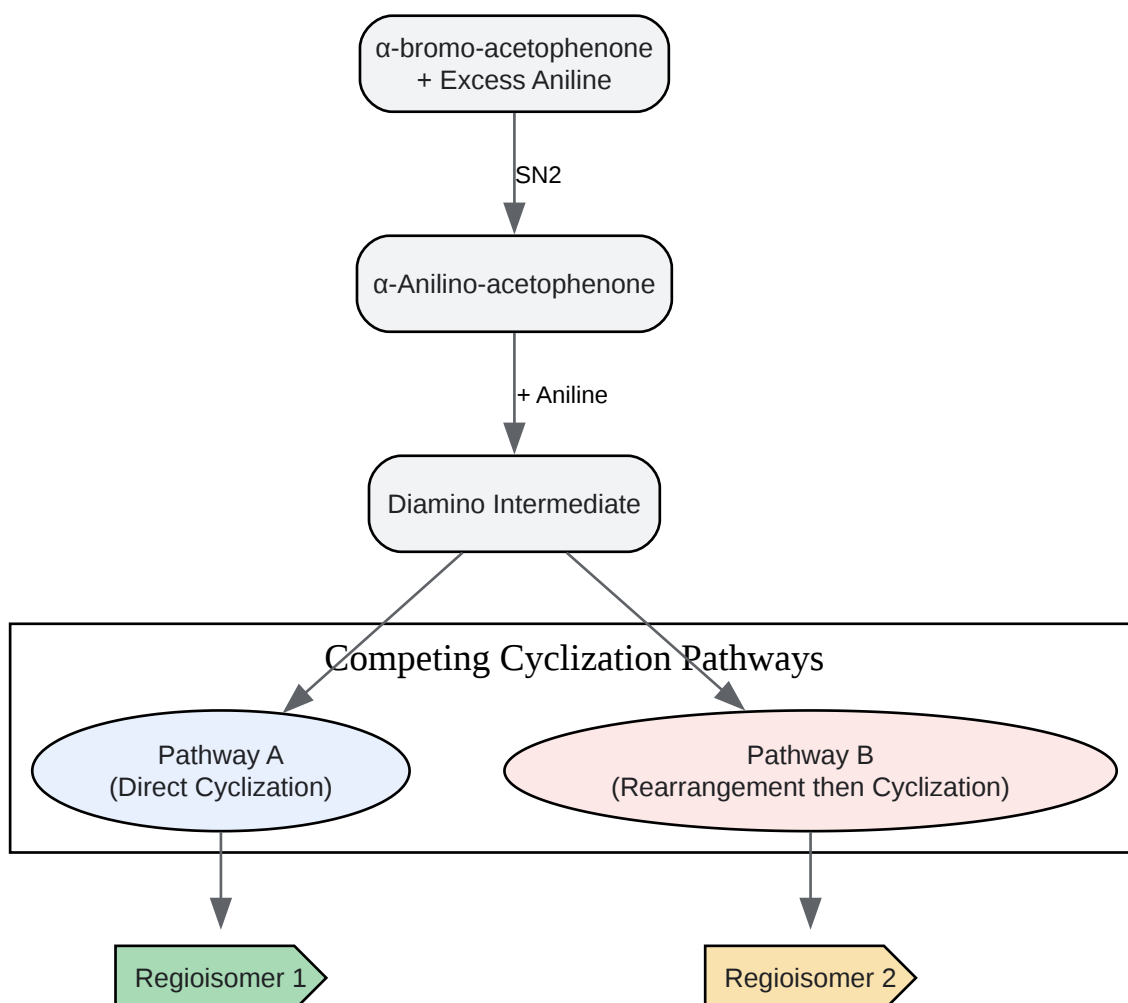 α-bromo-acetophenone
+ Excess Aniline
SN2
α-Anilino-acetophenone
+ Aniline
Diamino Intermediate
Competing Cyclization Pathways
Pathway A
(Direct Cyclization)
Pathway B
(Rearrangement then Cyclization)
Regioisomer 1
Regioisomer 2